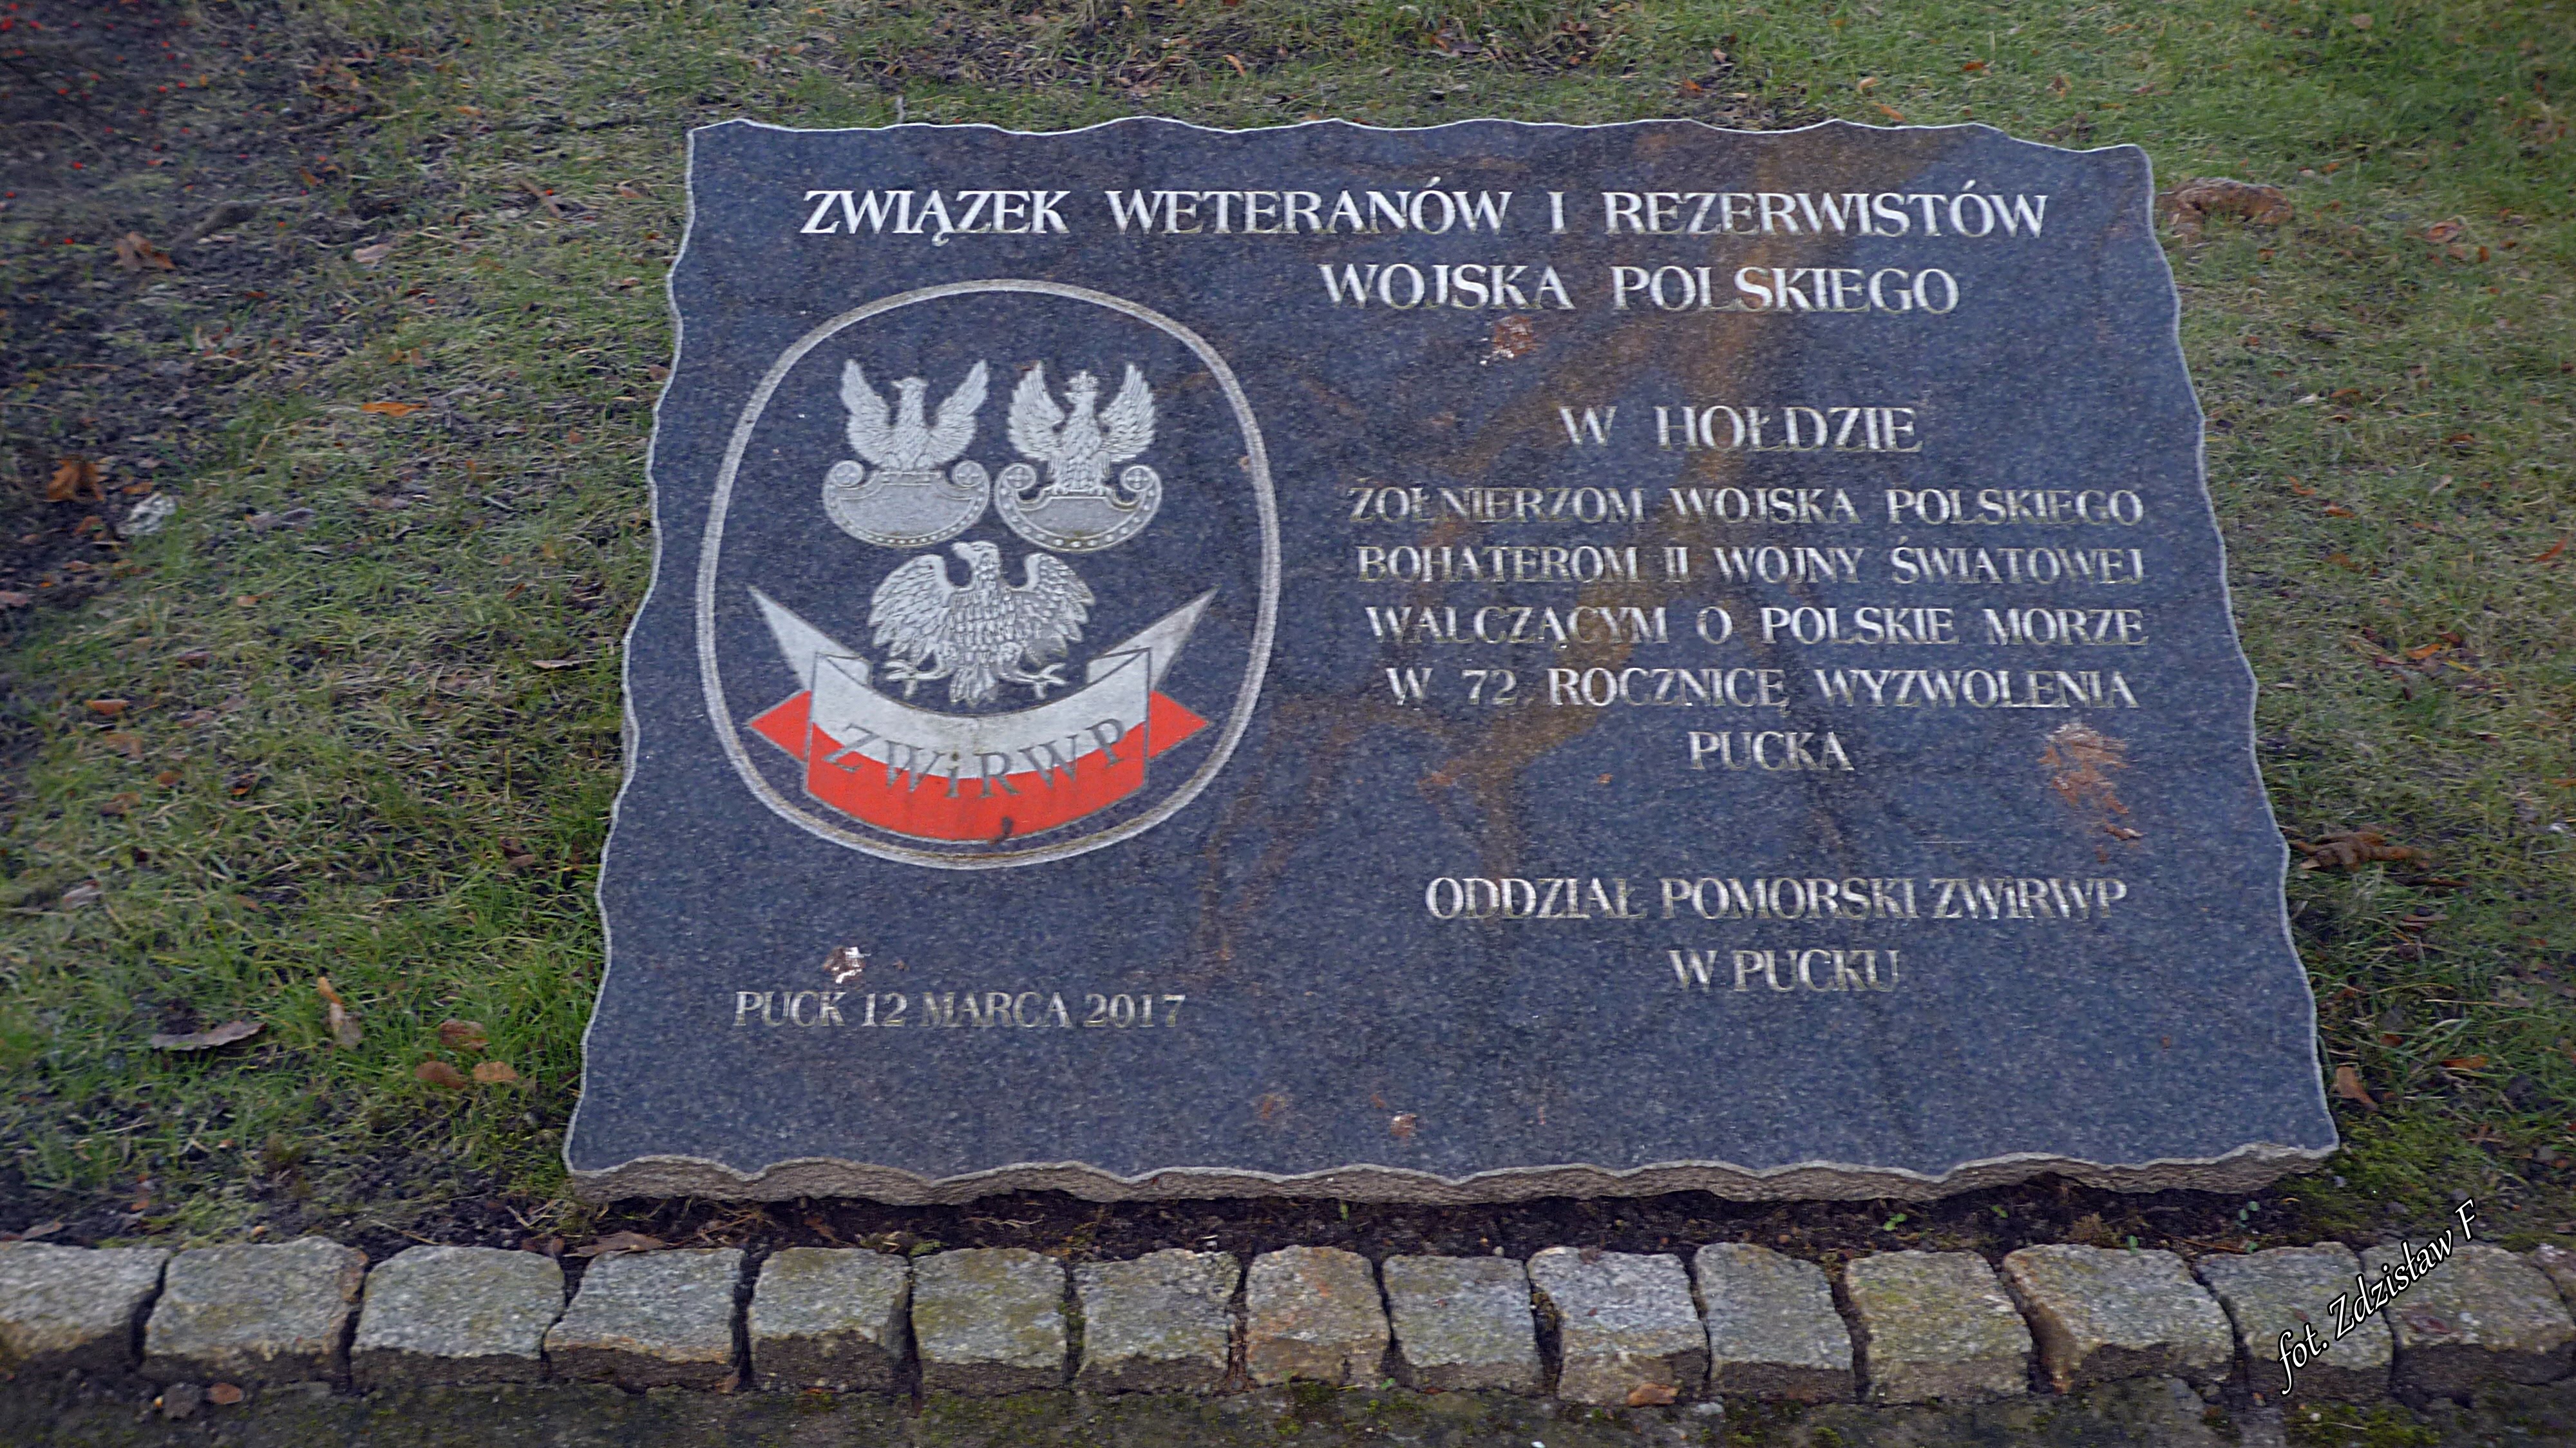 ZWIĄZEK WETERANÓW I REZERWISTÓW
WOJSKA POLSKIEGO
W HOŁDZIE
ŻOŁNIERZOM WOJSKA POLSKIEGO
BOHATEROM II WOJNY ŚWIATOWEJ
WALCZĄCYM O POLSKIE MORZE
W 72 ROCZNICĘ WYZWOLENIA
PUCKA
ZWiRWP
ODDZIAŁ POMORSKI ZWiRWP
W PUCKU
PUCK 12 MARCA 2017
fot. Zdzisław F